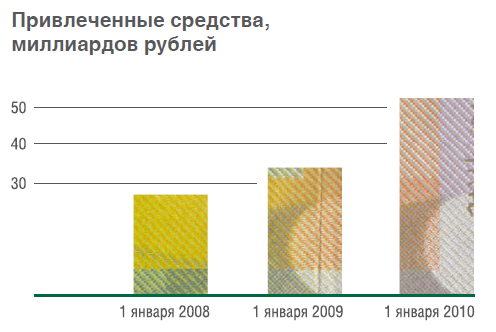 Привлеченные средства,
миллиардов рублей
50
40
30
1 января 2008
1 января 2009
1 января 2010